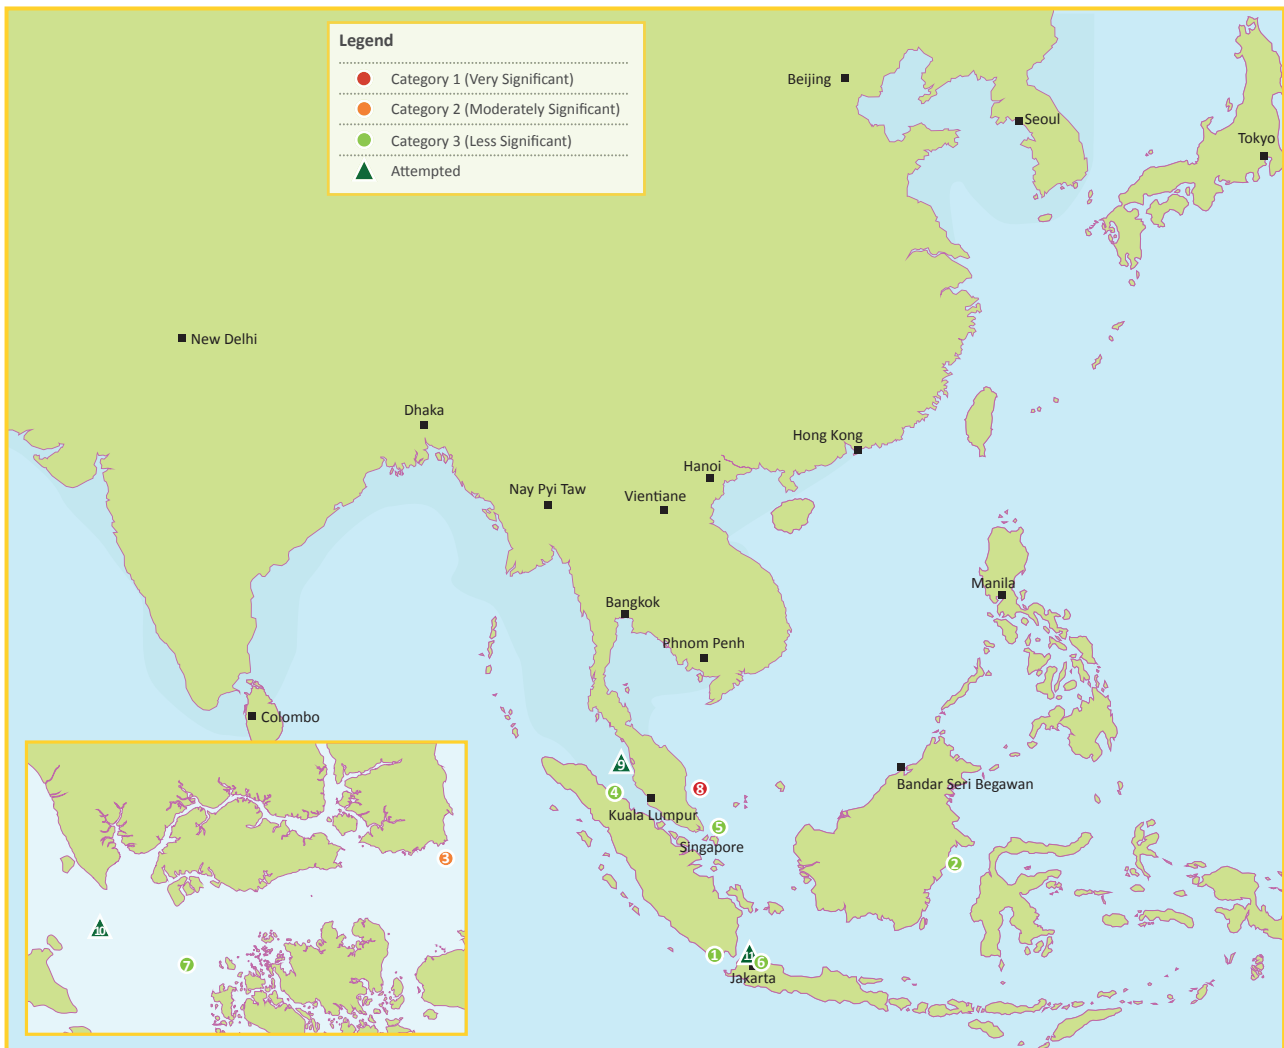 Legend
Category 1 (Very Significant)
Category 2 (Moderately Significant)
Category 3 (Less Significant)
Attempted
Beijing
Seoul
Tokyo
New Delhi
Dhaka
Hong Kong
Hanoi
Nay Pyi Taw
Vientiane
Manila
Bangkok
Phnom Penh
Colombo
9
Bandar Seri Begawan
8
4
Kuala Lumpur
5
Singapore
3
2
10
7
1
11
6
Jakarta